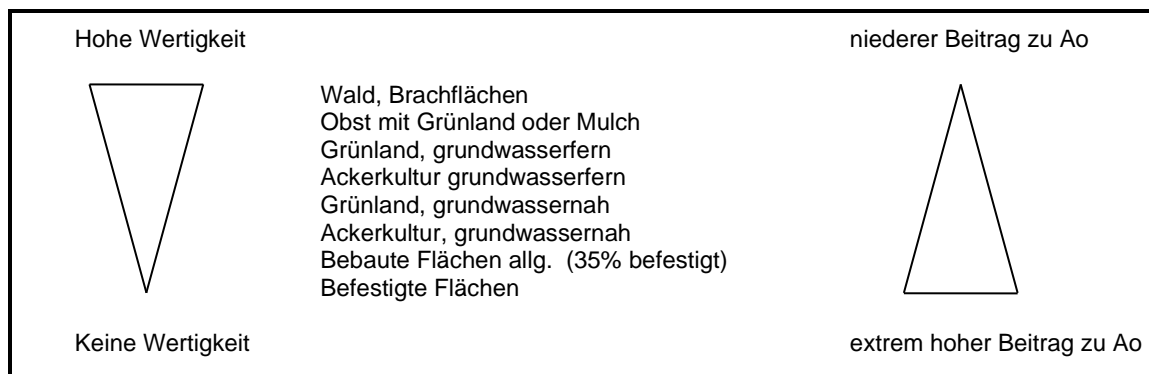 Hohe Wertigkeit
niederer Beitrag zu Ao
Wald, Brachflächen
Obst mit Grünland oder Mulch
Grünland, grundwasserfern
Ackerkultur grundwasserfern
Grünland, grundwassernah
Ackerkultur, grundwassernah
Bebaute Flächen allg. (35% befestigt)
Befestigte Flächen
Keine Wertigkeit
extrem hoher Beitrag zu Ao